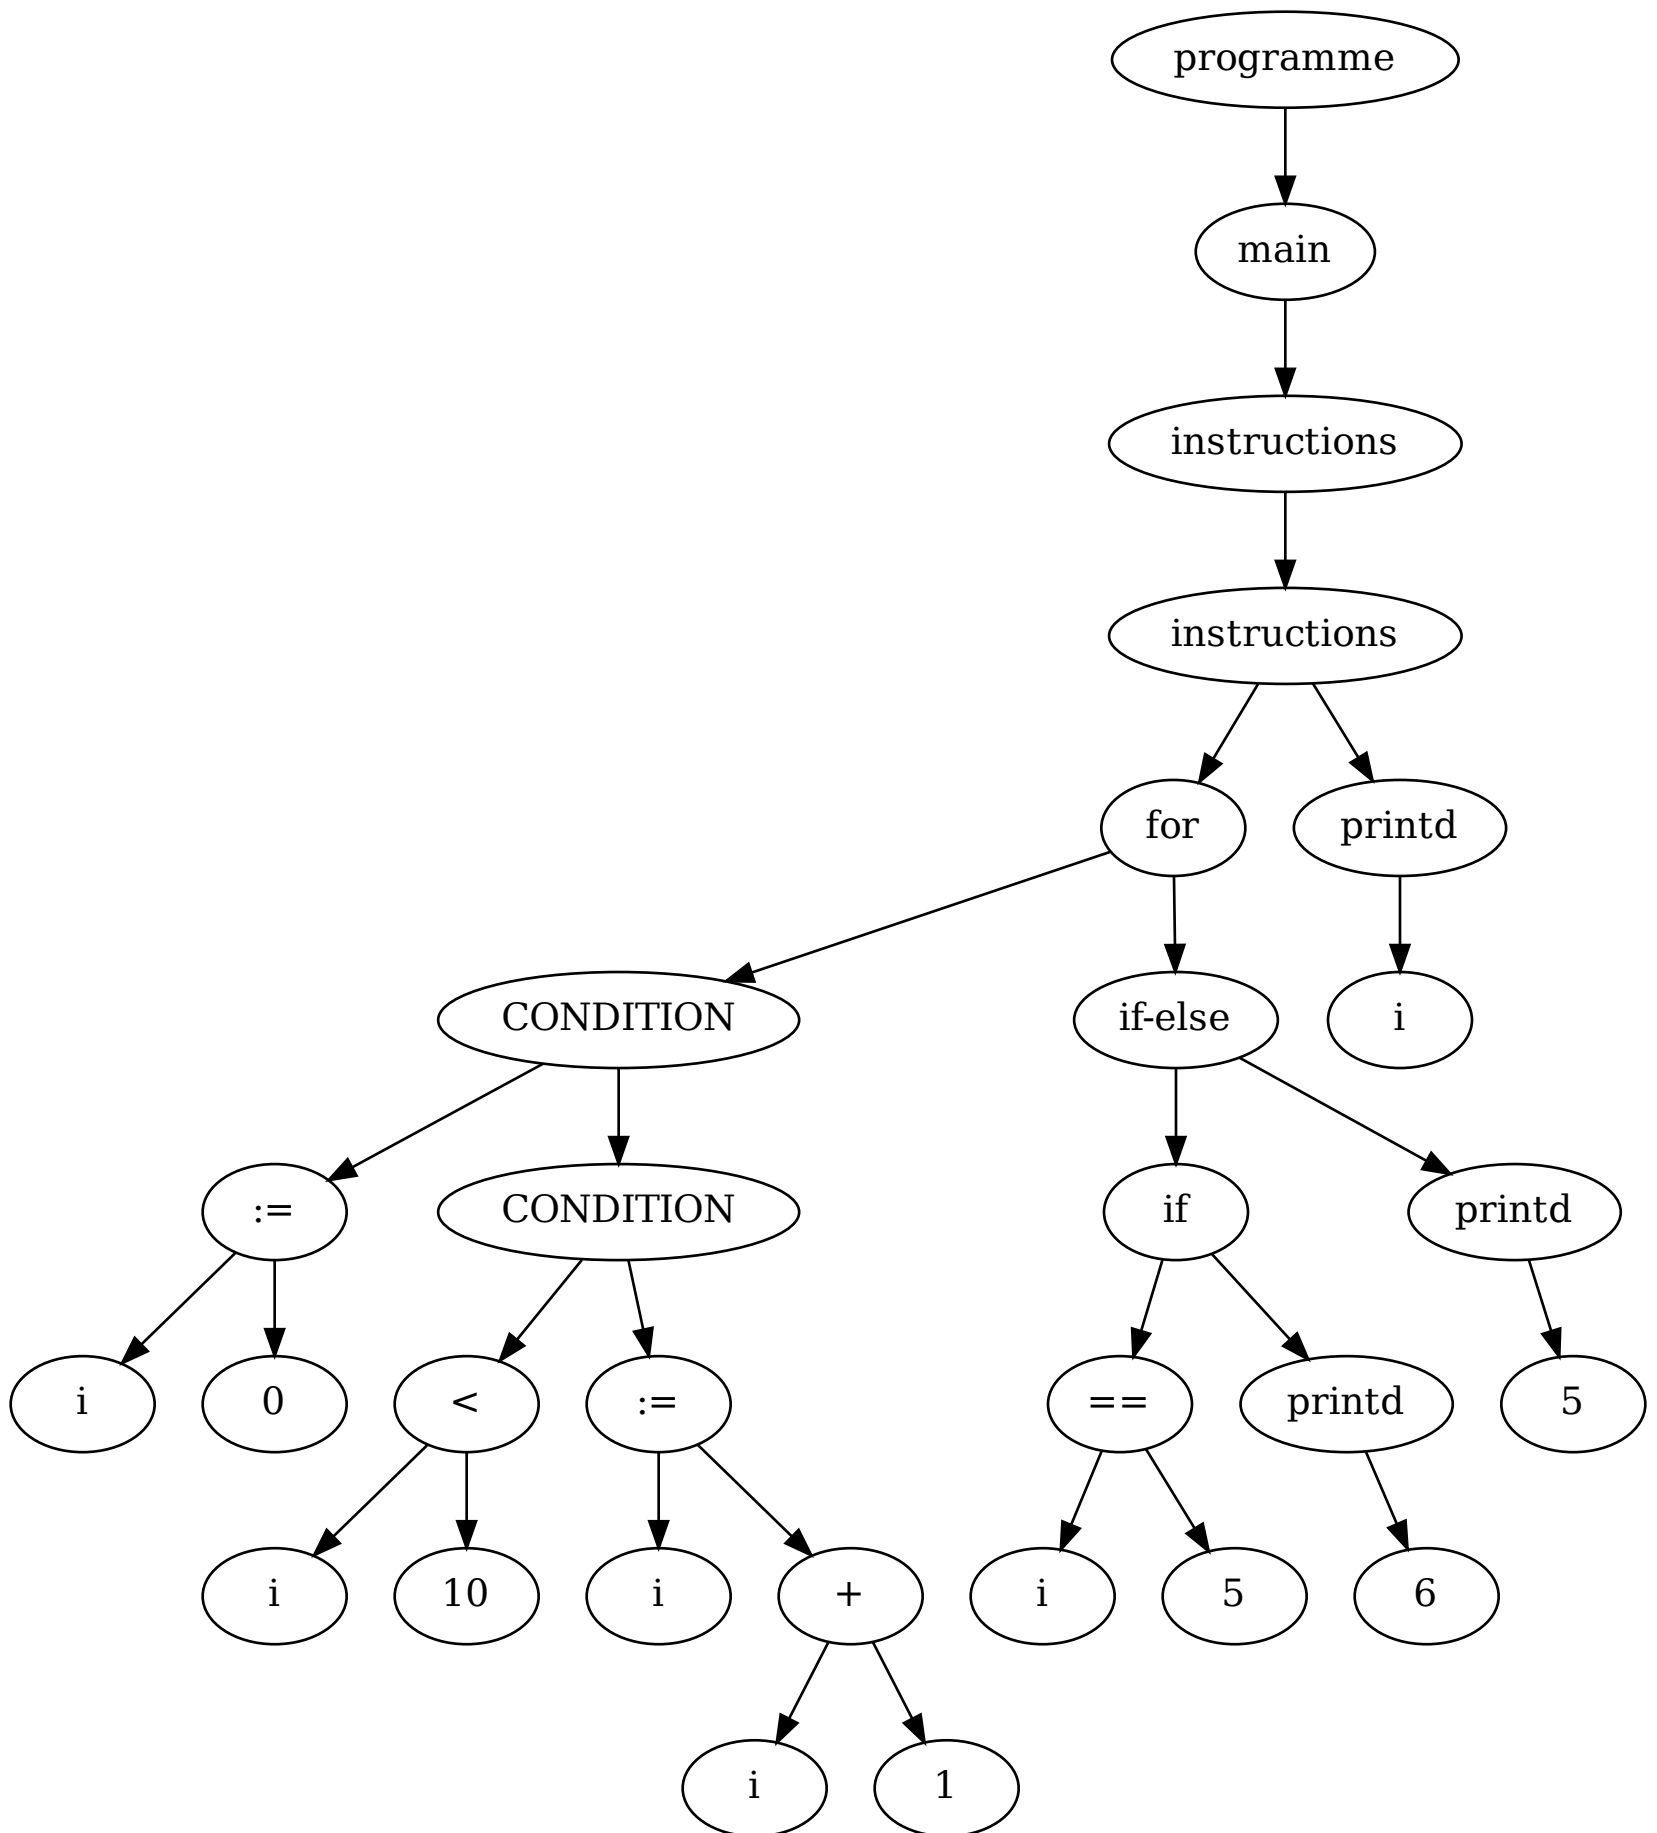 programme
main
instructions
instructions
for
printd
CONDITION
if-else
i
:=
CONDITION
if
printd
i
0
<
:=
==
printd
5
i
10
i
+
i
5
6
i
1